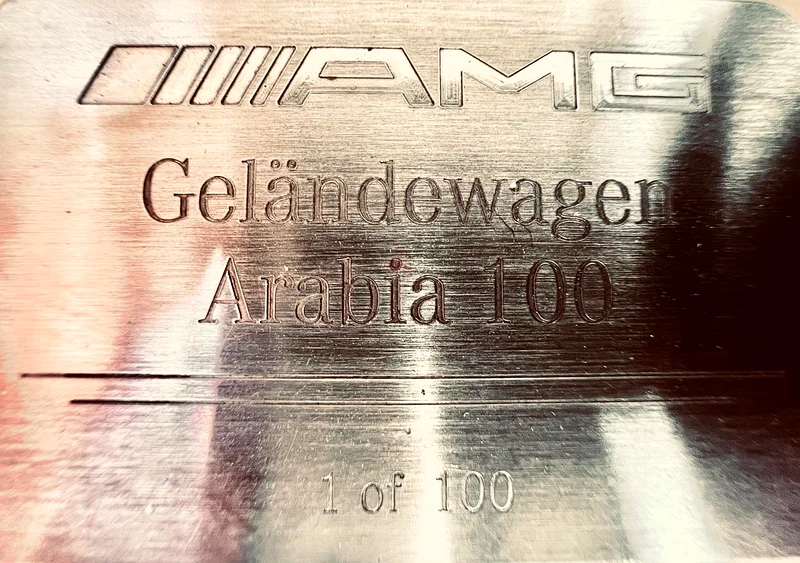 AMG
Geländewagen
Arabia 100
1 of 100